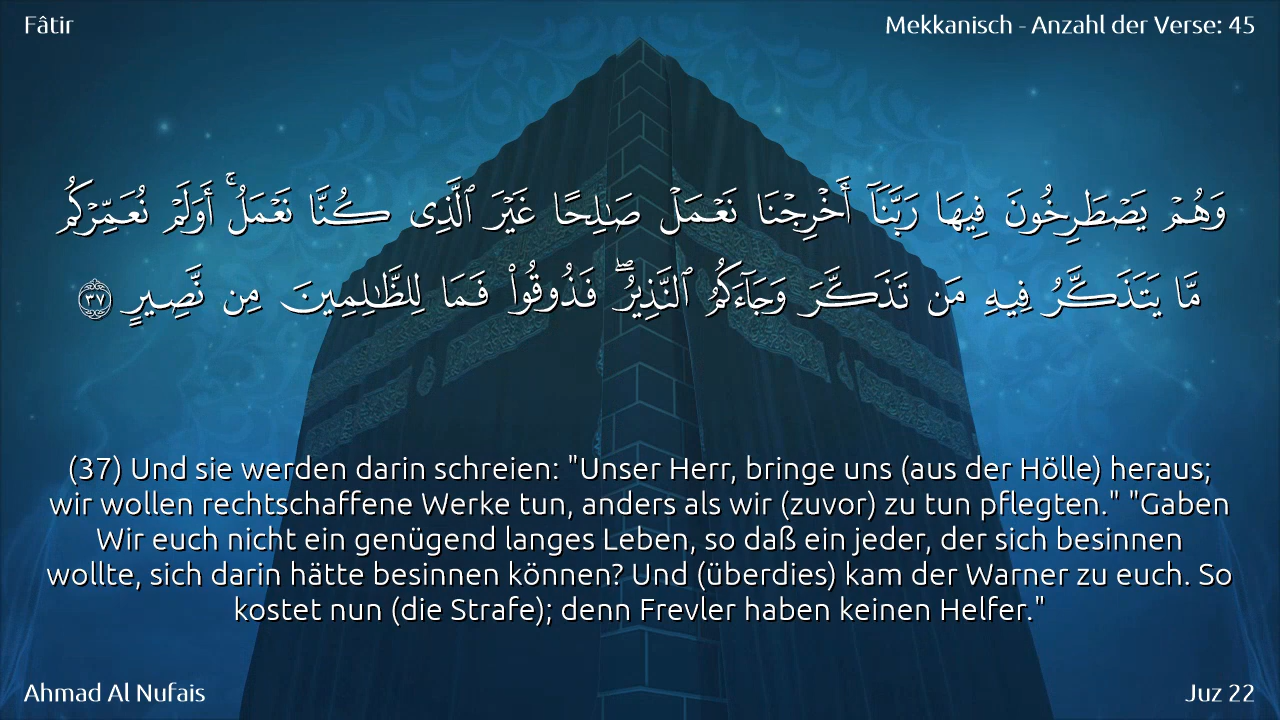 Fâtir
Mekkanisch - Anzahl der Verse: 45
وَهُمْ يَصْطَرِخُونَ فِيهَا رَبَّنَآ أَخْرِجْنَا نَعْمَلْ صَـٰلِحًا غَيْرَ ٱلَّذِى كُنَّا نَعْمَلُ ۚ أَوَلَمْ نُعَمِّرْكُم
مَّا يَتَذَكَّرُ فِيهِ مَن تَذَكَّرَ وَجَآءَكُمُ ٱلنَّذِيرُ ۖ فَذُوقُوا۟ فَمَا لِلظَّـٰلِمِينَ مِن نَّصِيرٍ ٣٧
(37) Und sie werden darin schreien: "Unser Herr, bringe uns (aus der Hölle) heraus;
wir wollen rechtschaffene Werke tun, anders als wir (zuvor) zu tun pflegten." "Gaben
Wir euch nicht ein genügend langes Leben, so daß ein jeder, der sich besinnen
wollte, sich darin hätte besinnen können? Und (überdies) kam der Warner zu euch. So
kostet nun (die Strafe); denn Frevler haben keinen Helfer."
Ahmad Al Nufais
Juz 22